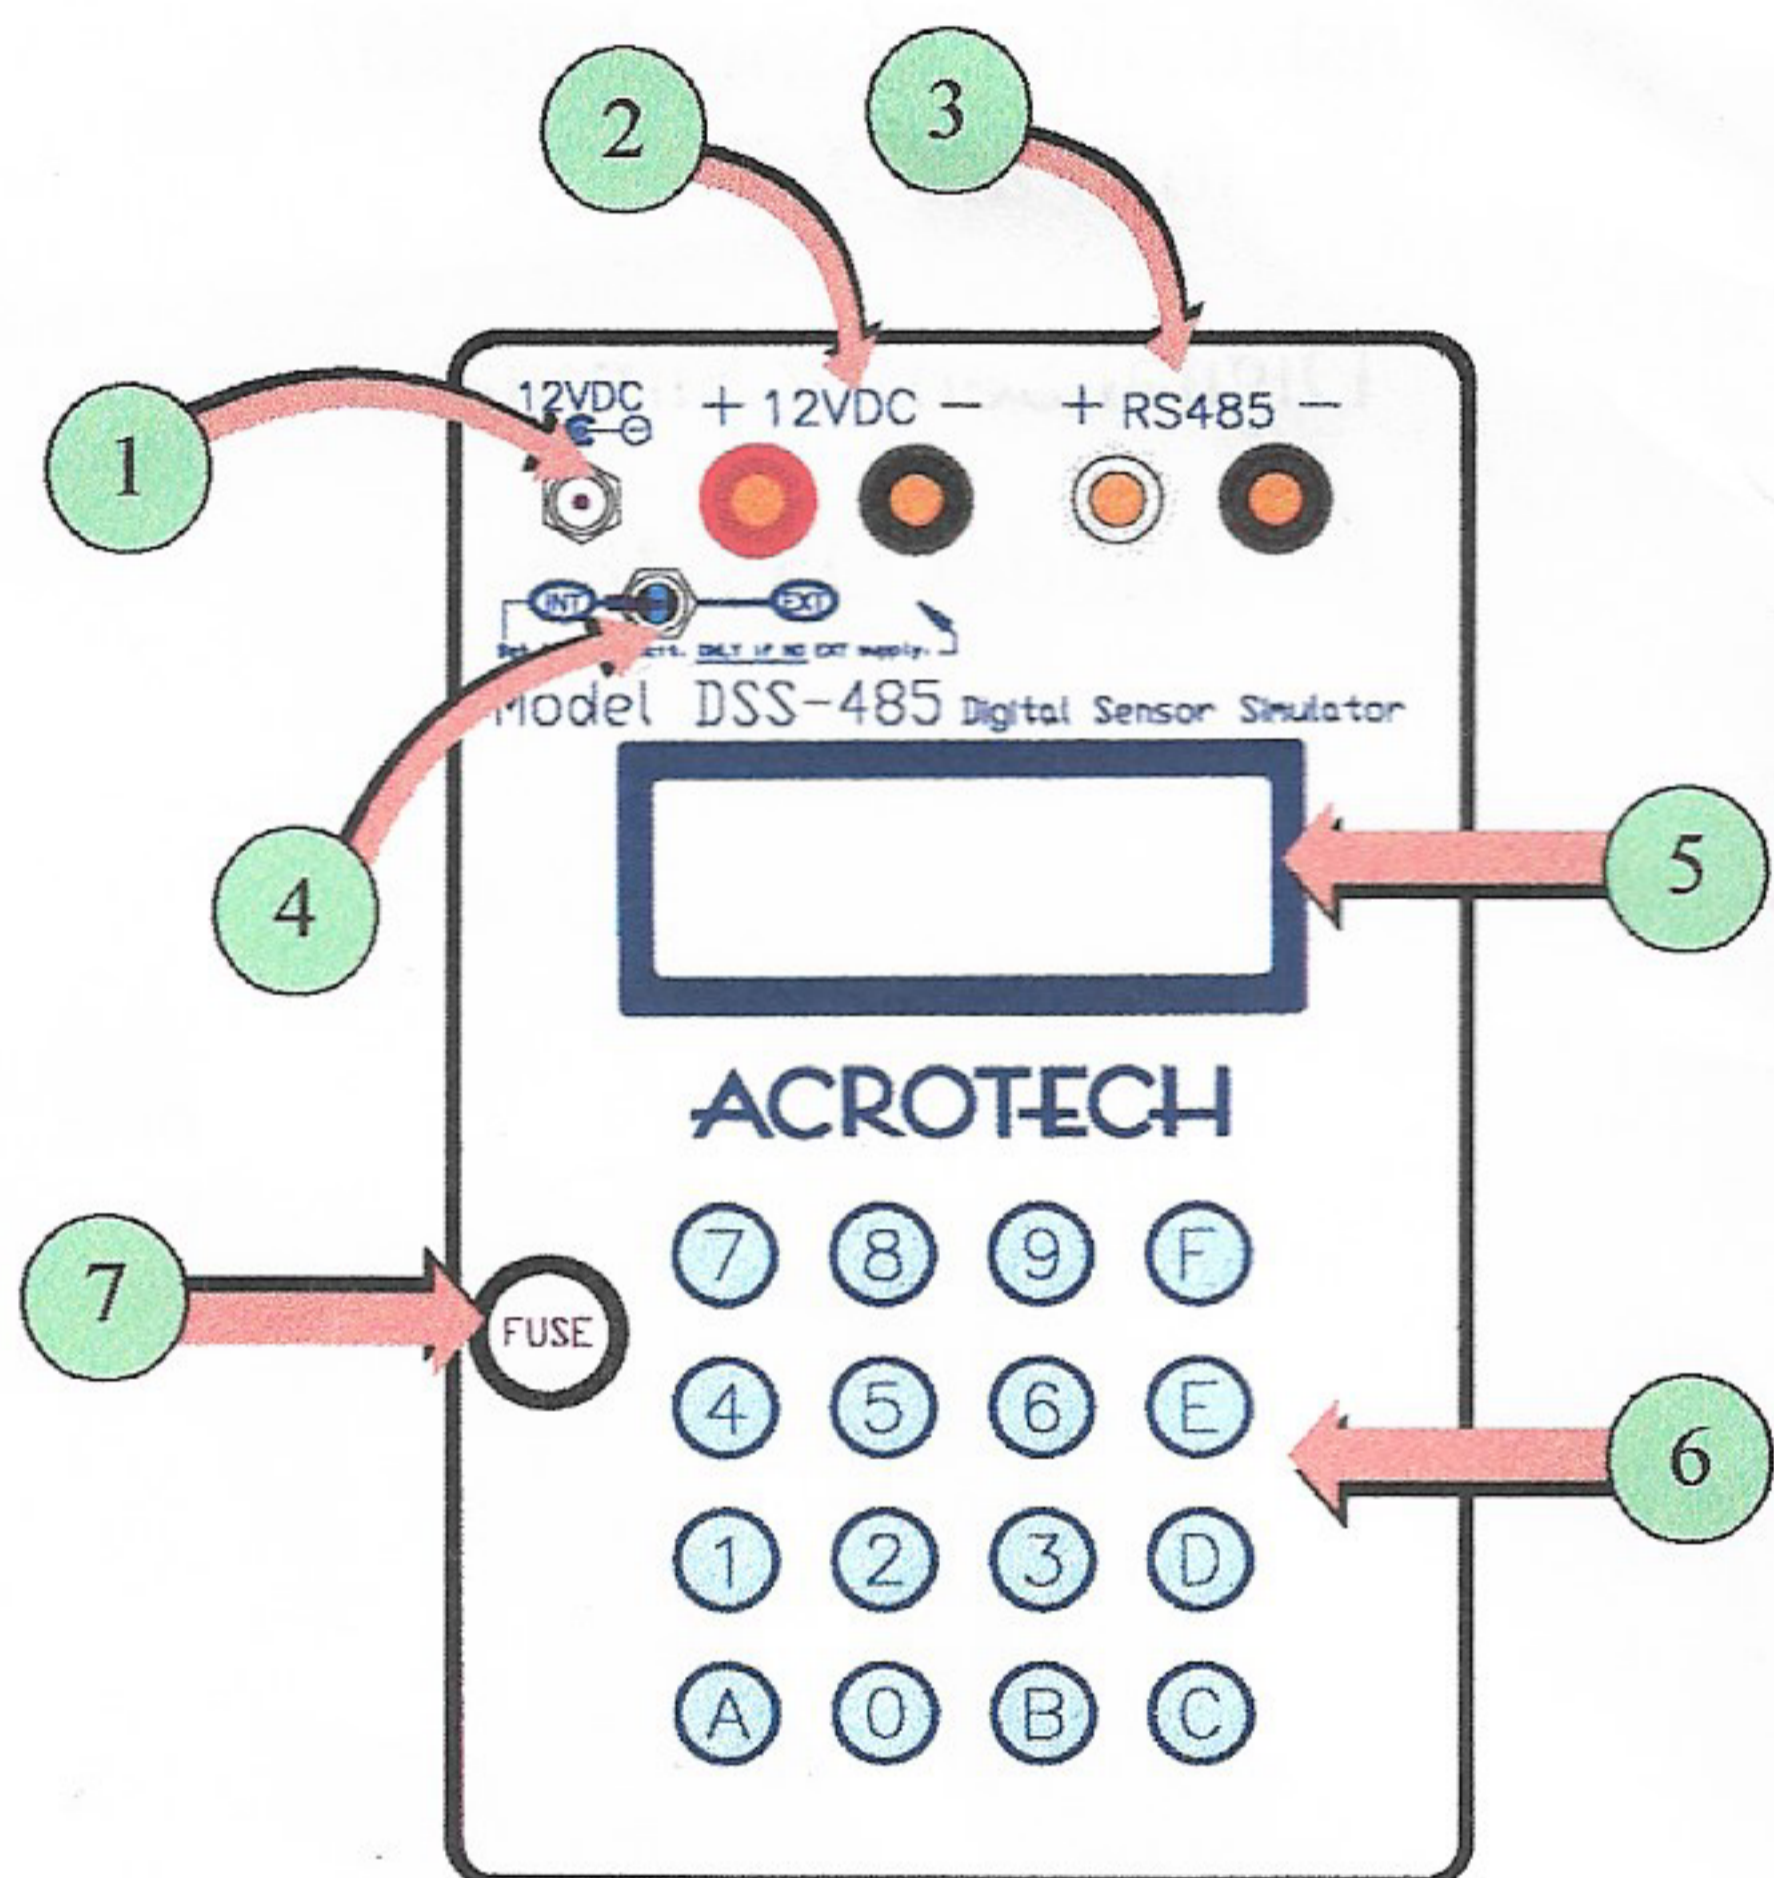 2
3
1
12VDC
+ 12VDC −
+ RS485 −
INT
EXT
ONLY IF NO EXT supply.
Model DSS-485 Digital Sensor Simulator
5
4
ACROTECH
7
FUSE
7 8 9 F
4 5 6 E
6
1 2 3 D
A 0 B C